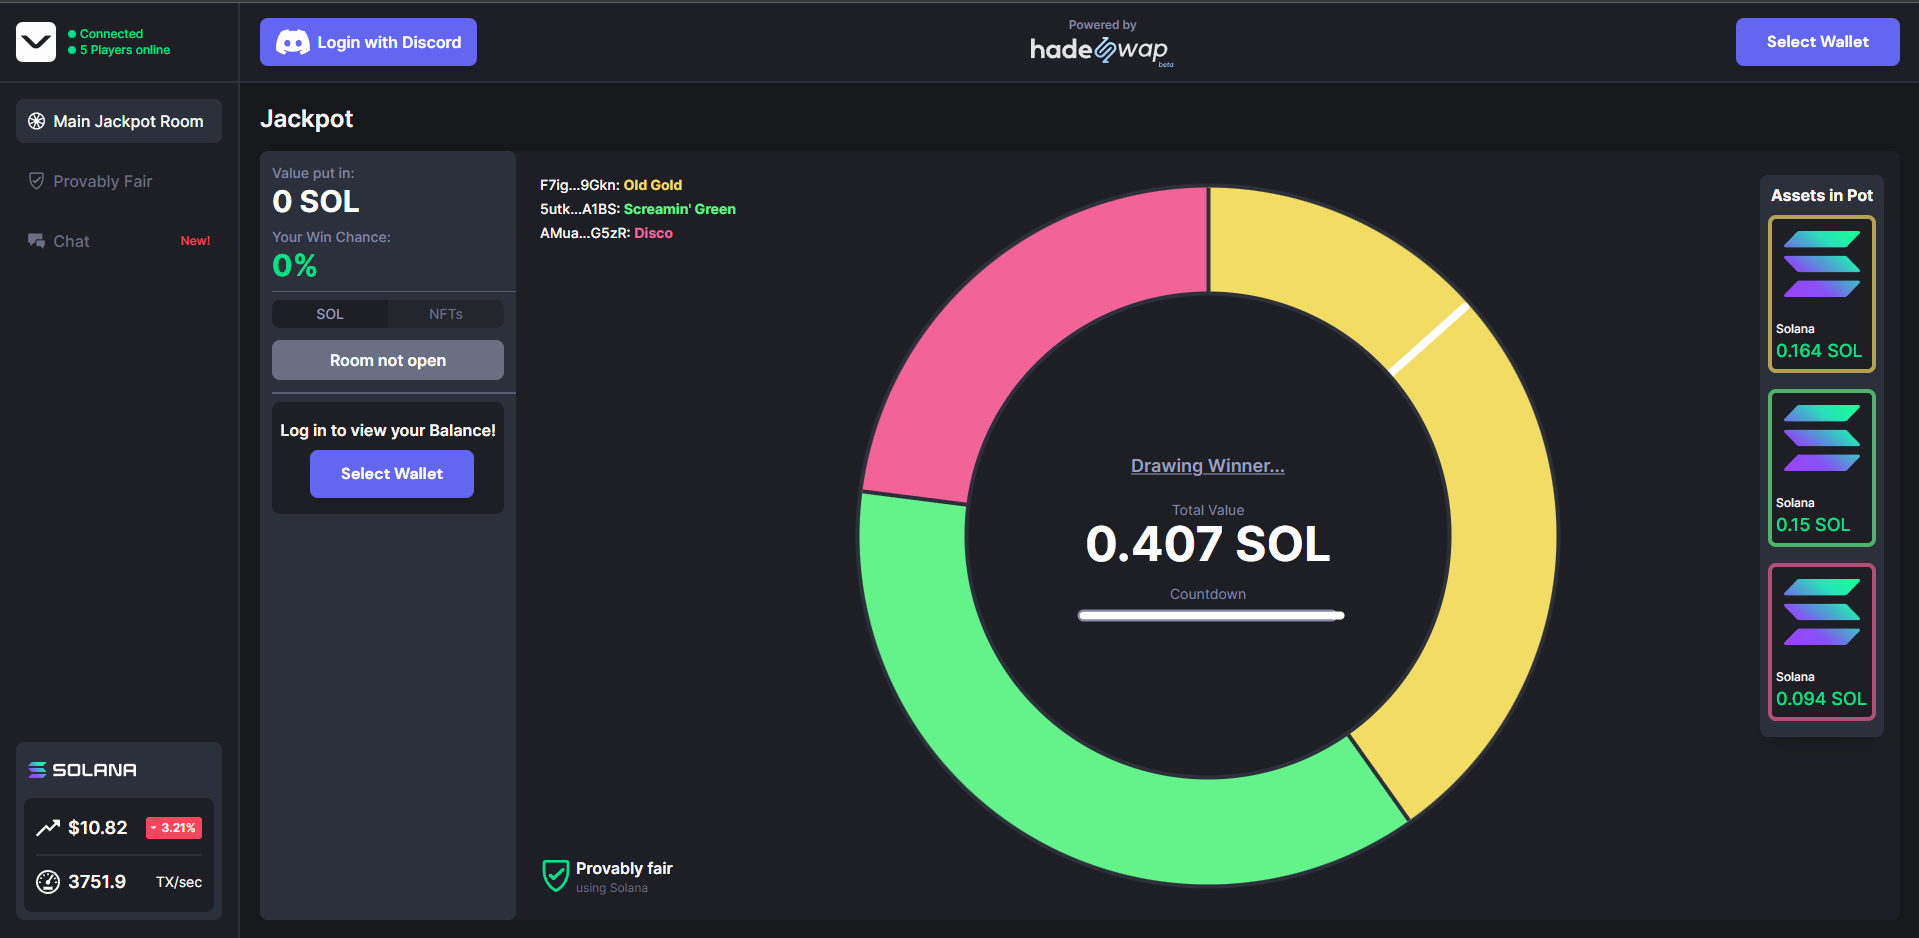 Connected
5 Players online
Login with Discord
Powered by
hadeswap
beta
Select Wallet
Main Jackpot Room
Provably Fair
Chat New!
SOLANA
$10.82 3.21%
3751.9 TX/sec
Jackpot
Value put in:
0 SOL
Your Win Chance:
0%
SOL NFTs
Room not open
Log in to view your Balance!
Select Wallet
F7ig...9Gkn: Old Gold
5utk...A1BS: Screamin' Green
AMua...G5zR: Disco
Drawing Winner...
Total Value
0.407 SOL
Countdown
Provably fair
using Solana
Assets in Pot
Solana
0.164 SOL
Solana
0.15 SOL
Solana
0.094 SOL